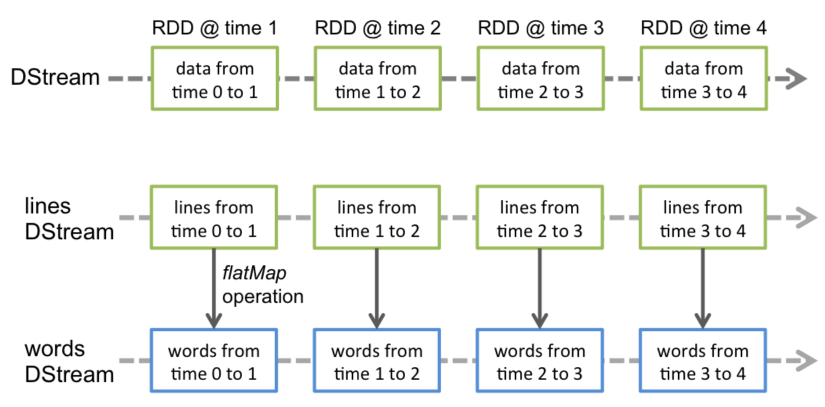 RDD @ time 1
RDD @ time 2
RDD @ time 3
RDD @ time 4
DStream
data from
time 0 to 1
data from
time 1 to 2
data from
time 2 to 3
data from
time 3 to 4
lines
DStream
lines from
time 0 to 1
lines from
time 1 to 2
lines from
time 2 to 3
lines from
time 3 to 4
flatMap
operation
words
DStream
words from
time 0 to 1
words from
time 1 to 2
words from
time 2 to 3
words from
time 3 to 4